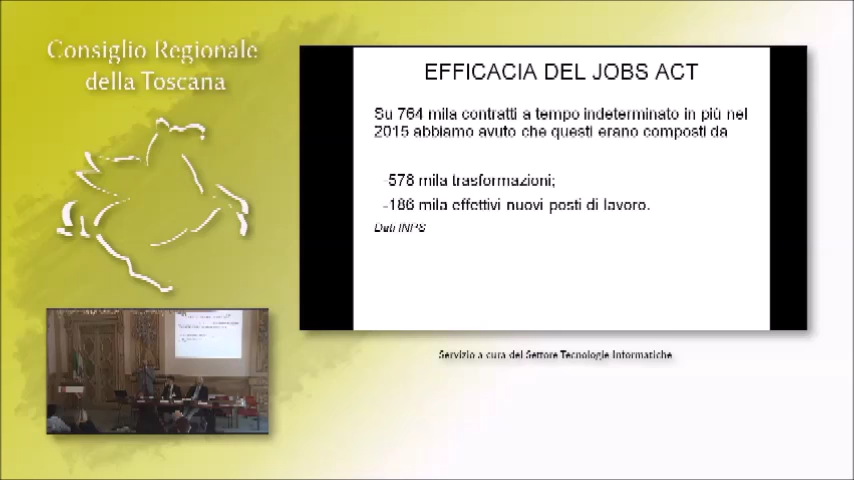 Consiglio Regionale
della Toscana
EFFICACIA DEL JOBS ACT
Su 764 mila contratti a tempo indeterminato in più nel
2015 abbiamo avuto che questi erano composti da
578 mila trasformazioni;
-186 mila effettivi nuovi posti di lavoro.
Dati INPS
Servizio a cura del Settore Tecnologie Informatiche